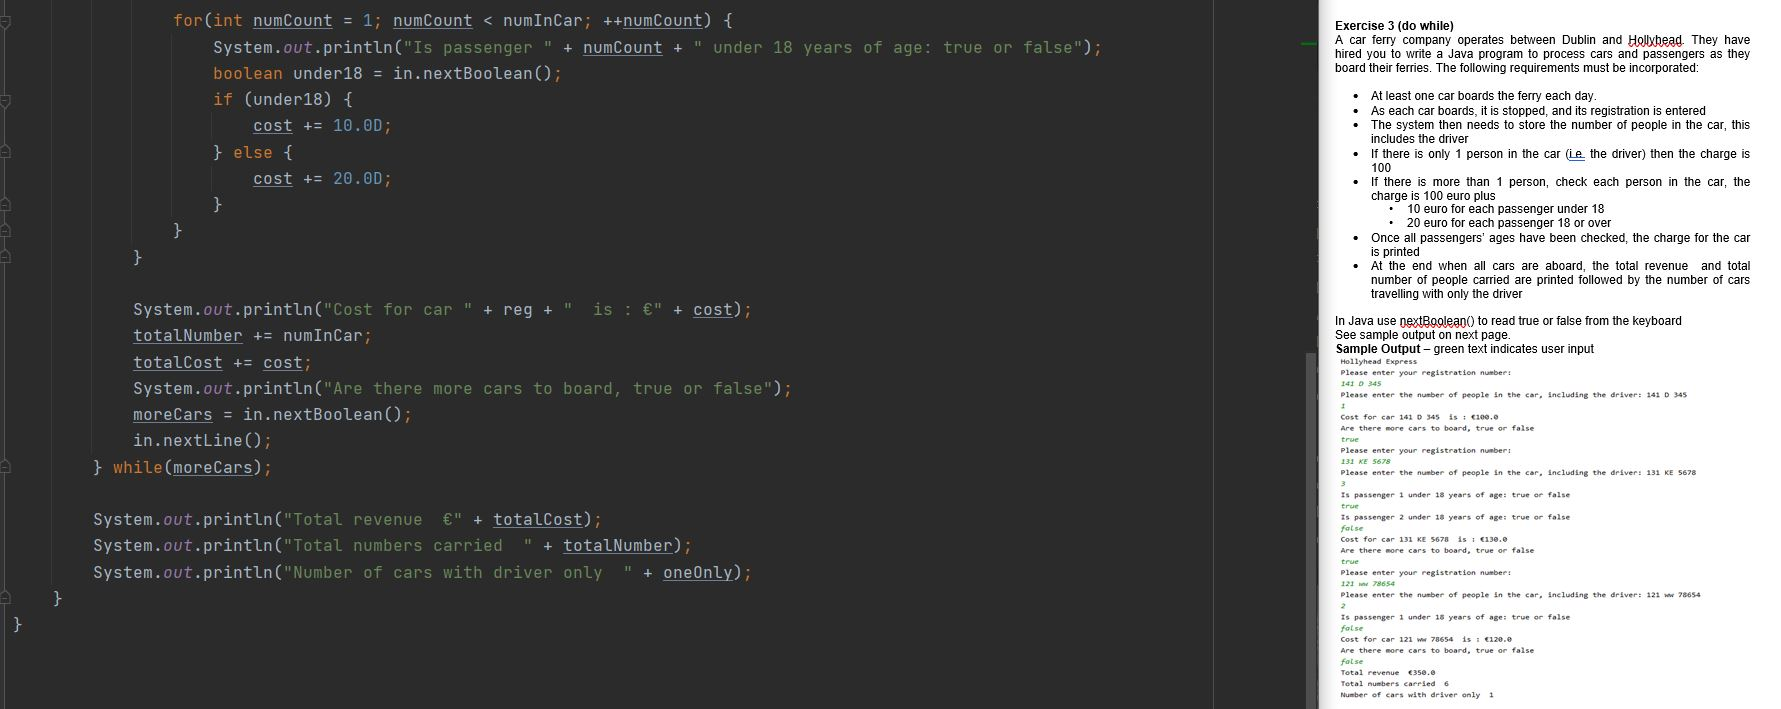 for(int numCount = 1; numCount < numInCar; ++numCount) {
System.out.println("Is passenger " + numCount + " under 18 years of age: true or false");
boolean under18 = in.nextBoolean();
if (under18) {
cost += 10.0D;
} else {
cost += 20.0D;
}
}
}
System.out.println("Cost for car " + reg + "  is : €" + cost);
totalNumber += numInCar;
totalCost += cost;
System.out.println("Are there more cars to board, true or false");
moreCars = in.nextBoolean();
in.nextLine();
} while(moreCars);
System.out.println("Total revenue  €" + totalCost);
System.out.println("Total numbers carried  " + totalNumber);
System.out.println("Number of cars with driver only  " + oneOnly);
}
}
Exercise 3 (do while)
A car ferry company operates between Dublin and Hollyhead. They have
hired you to write a Java program to process cars and passengers as they
board their ferries. The following requirements must be incorporated:
• At least one car boards the ferry each day.
• As each car boards, it is stopped, and its registration is entered
• The system then needs to store the number of people in the car, this
includes the driver
• If there is only 1 person in the car (i.e. the driver) then the charge is
100
• If there is more than 1 person, check each person in the car, the
charge is 100 euro plus
• 10 euro for each passenger under 18
• 20 euro for each passenger 18 or over
• Once all passengers' ages have been checked, the charge for the car
is printed
• At the end when all cars are aboard, the total revenue  and total
number of people carried are printed followed by the number of cars
travelling with only the driver
In Java use nextBoolean() to read true or false from the keyboard
See sample output on next page.
Sample Output – green text indicates user input
Hollyhead Express
Please enter your registration number:
141 D 345
Please enter the number of people in the car, including the driver: 141 D 345
1
Cost for car 141 D 345  is : €100.0
Are there more cars to board, true or false
true
Please enter your registration number:
131 KE 5678
Please enter the number of people in the car, including the driver: 131 KE 5678
3
Is passenger 1 under 18 years of age: true or false
true
Is passenger 2 under 18 years of age: true or false
false
Cost for car 131 KE 5678  is : €130.0
Are there more cars to board, true or false
true
Please enter your registration number:
121 ww 78654
Please enter the number of people in the car, including the driver: 121 ww 78654
2
Is passenger 1 under 18 years of age: true or false
false
Cost for car 121 ww 78654  is : €120.0
Are there more cars to board, true or false
false
Total revenue  €350.0
Total numbers carried  6
Number of cars with driver only  1